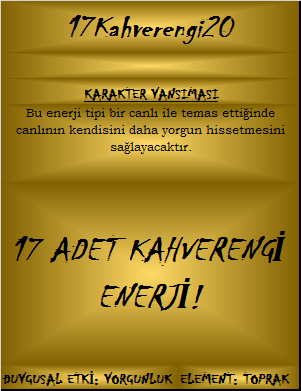 17Kahverengi20
KARAKTER YANSIMASI
Bu enerji tipi bir canlı ile temas ettiğinde
canlının kendisini daha yorgun hissetmesini
sağlayacaktır.
17 ADET KAHVERENGİ
ENERJİ!
DUYGUSAL ETKİ: YORGUNLUK ELEMENT: TOPRAK